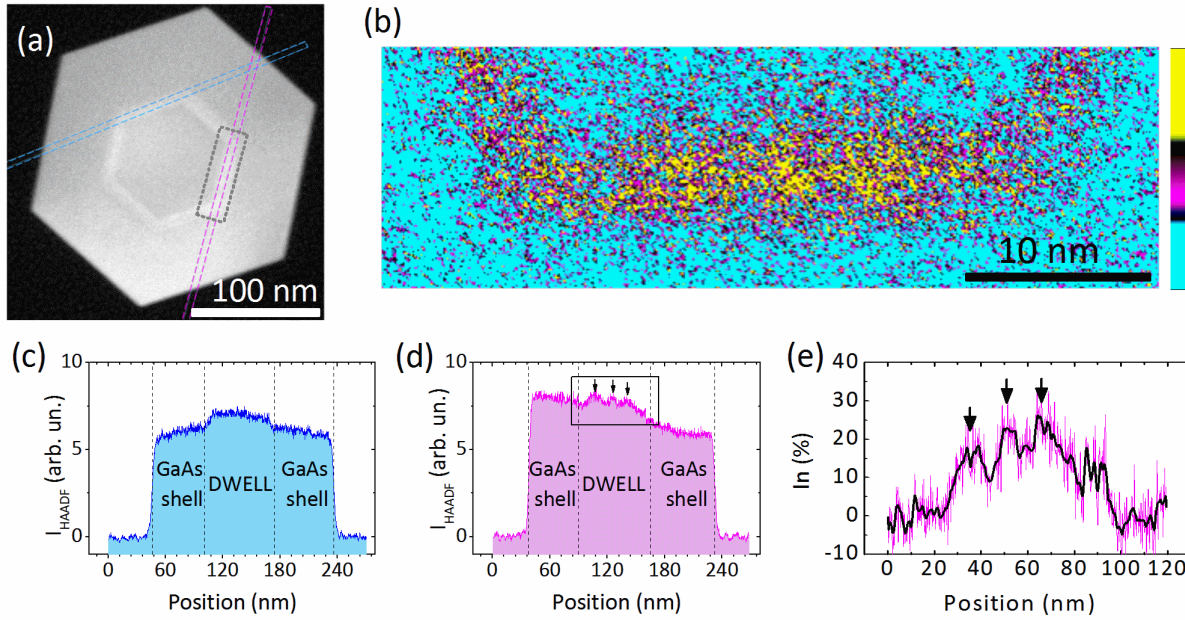 (a)
100 nm
(b)
10 nm
(c)
10
5
0
I_HAADF (arb. un.)
GaAs shell
DWELL
GaAs shell
0 60 120 180 240
Position (nm)
(d)
10
5
0
I_HAADF (arb. un.)
GaAs shell
DWELL
GaAs shell
0 60 120 180 240
Position (nm)
(e)
40
30
20
10
0
-10
In (%)
0 20 40 60 80 100 120
Position (nm)